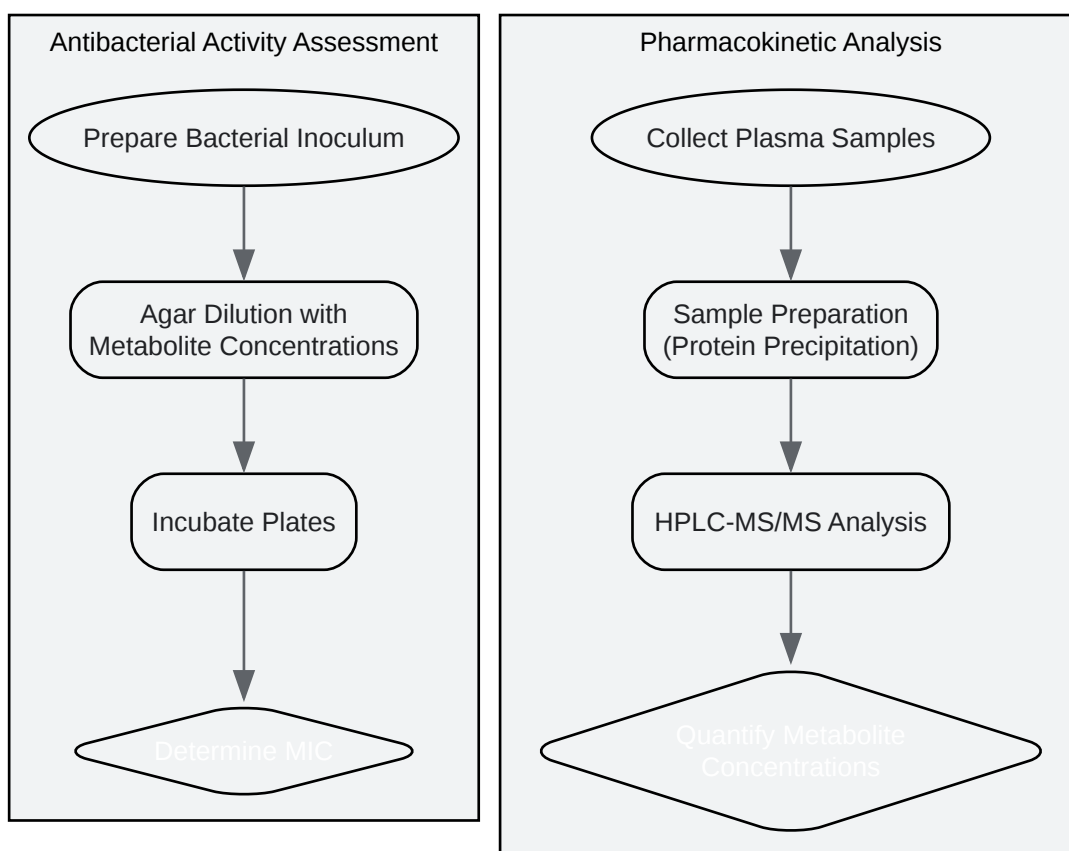 Antibacterial Activity Assessment
Prepare Bacterial Inoculum
Agar Dilution with
Metabolite Concentrations
Incubate Plates
Determine MIC
Pharmacokinetic Analysis
Collect Plasma Samples
Sample Preparation
(Protein Precipitation)
HPLC-MS/MS Analysis
Quantify Metabolite
Concentrations